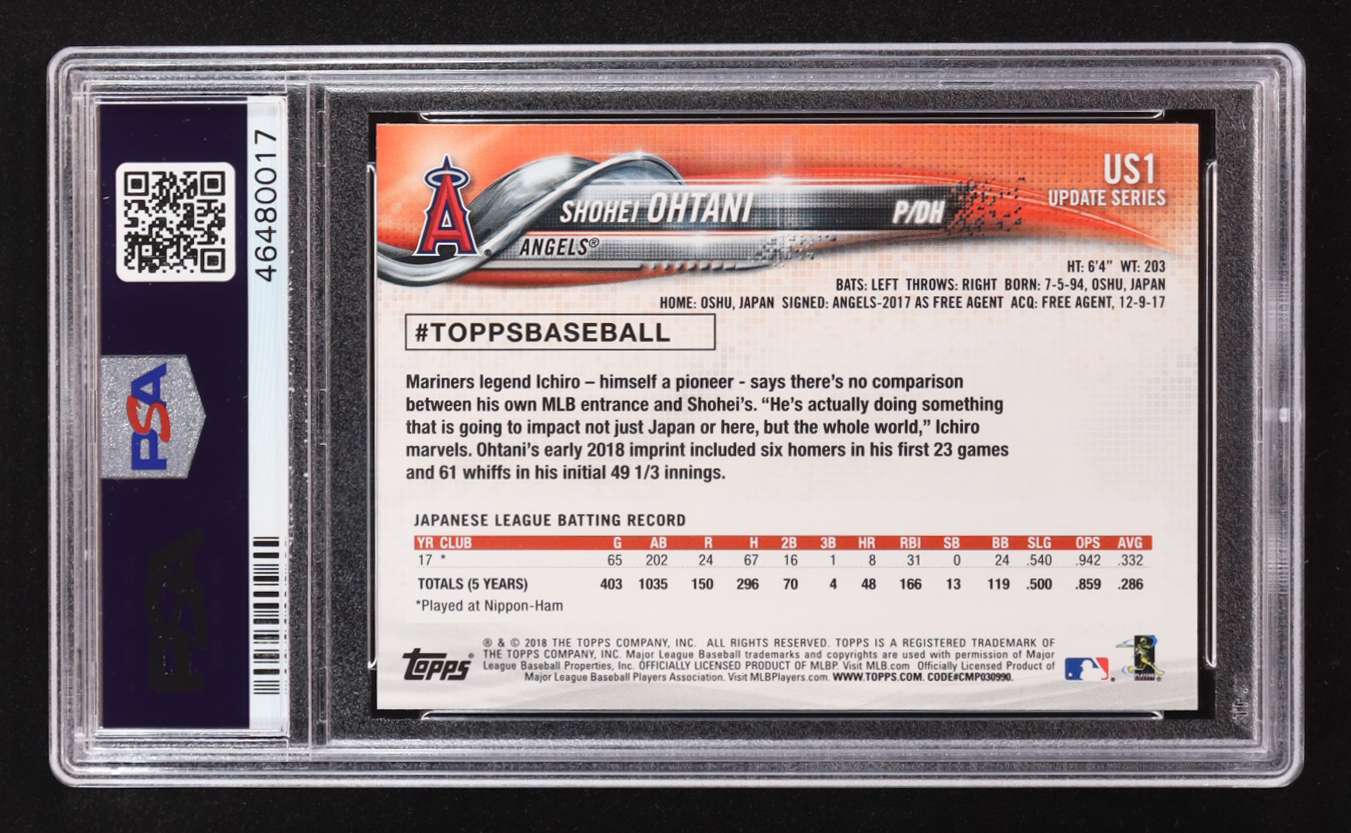 46480017
PSA
PSA
US1
UPDATE SERIES
A
SHOHEI OHTANI
P/DH
ANGELS®
HT: 6'4" WT: 203
BATS: LEFT THROWS: RIGHT BORN: 7-5-94, OSHU, JAPAN
HOME: OSHU, JAPAN SIGNED: ANGELS-2017 AS FREE AGENT ACQ: FREE AGENT, 12-9-17
#TOPPSBASEBALL
Mariners legend Ichiro – himself a pioneer - says there's no comparison
between his own MLB entrance and Shohei's. “He's actually doing something
that is going to impact not just Japan or here, but the whole world,” Ichiro
marvels. Ohtani's early 2018 imprint included six homers in his first 23 games
and 61 whiffs in his initial 49 1/3 innings.
JAPANESE LEAGUE BATTING RECORD
YR CLUB G AB R H 2B 3B HR RBI SB BB SLG OPS AVG
17 * 65 202 24 67 16 1 8 31 0 24 .540 .942 .332
TOTALS (5 YEARS) 403 1035 150 296 70 4 48 166 13 119 .500 .859 .286
*Played at Nippon-Ham
Topps®
® & © 2018 THE TOPPS COMPANY, INC. ALL RIGHTS RESERVED. TOPPS IS A REGISTERED TRADEMARK OF
THE TOPPS COMPANY, INC. Major League Baseball trademarks and copyrights are used with permission of Major
League Baseball Properties, Inc. OFFICIALLY LICENSED PRODUCT OF MLBP. Visit MLB.com Officially Licensed Product of
Major League Baseball Players Association. Visit MLBPlayers.com. WWW.TOPPS.COM. CODE#CMP030990.